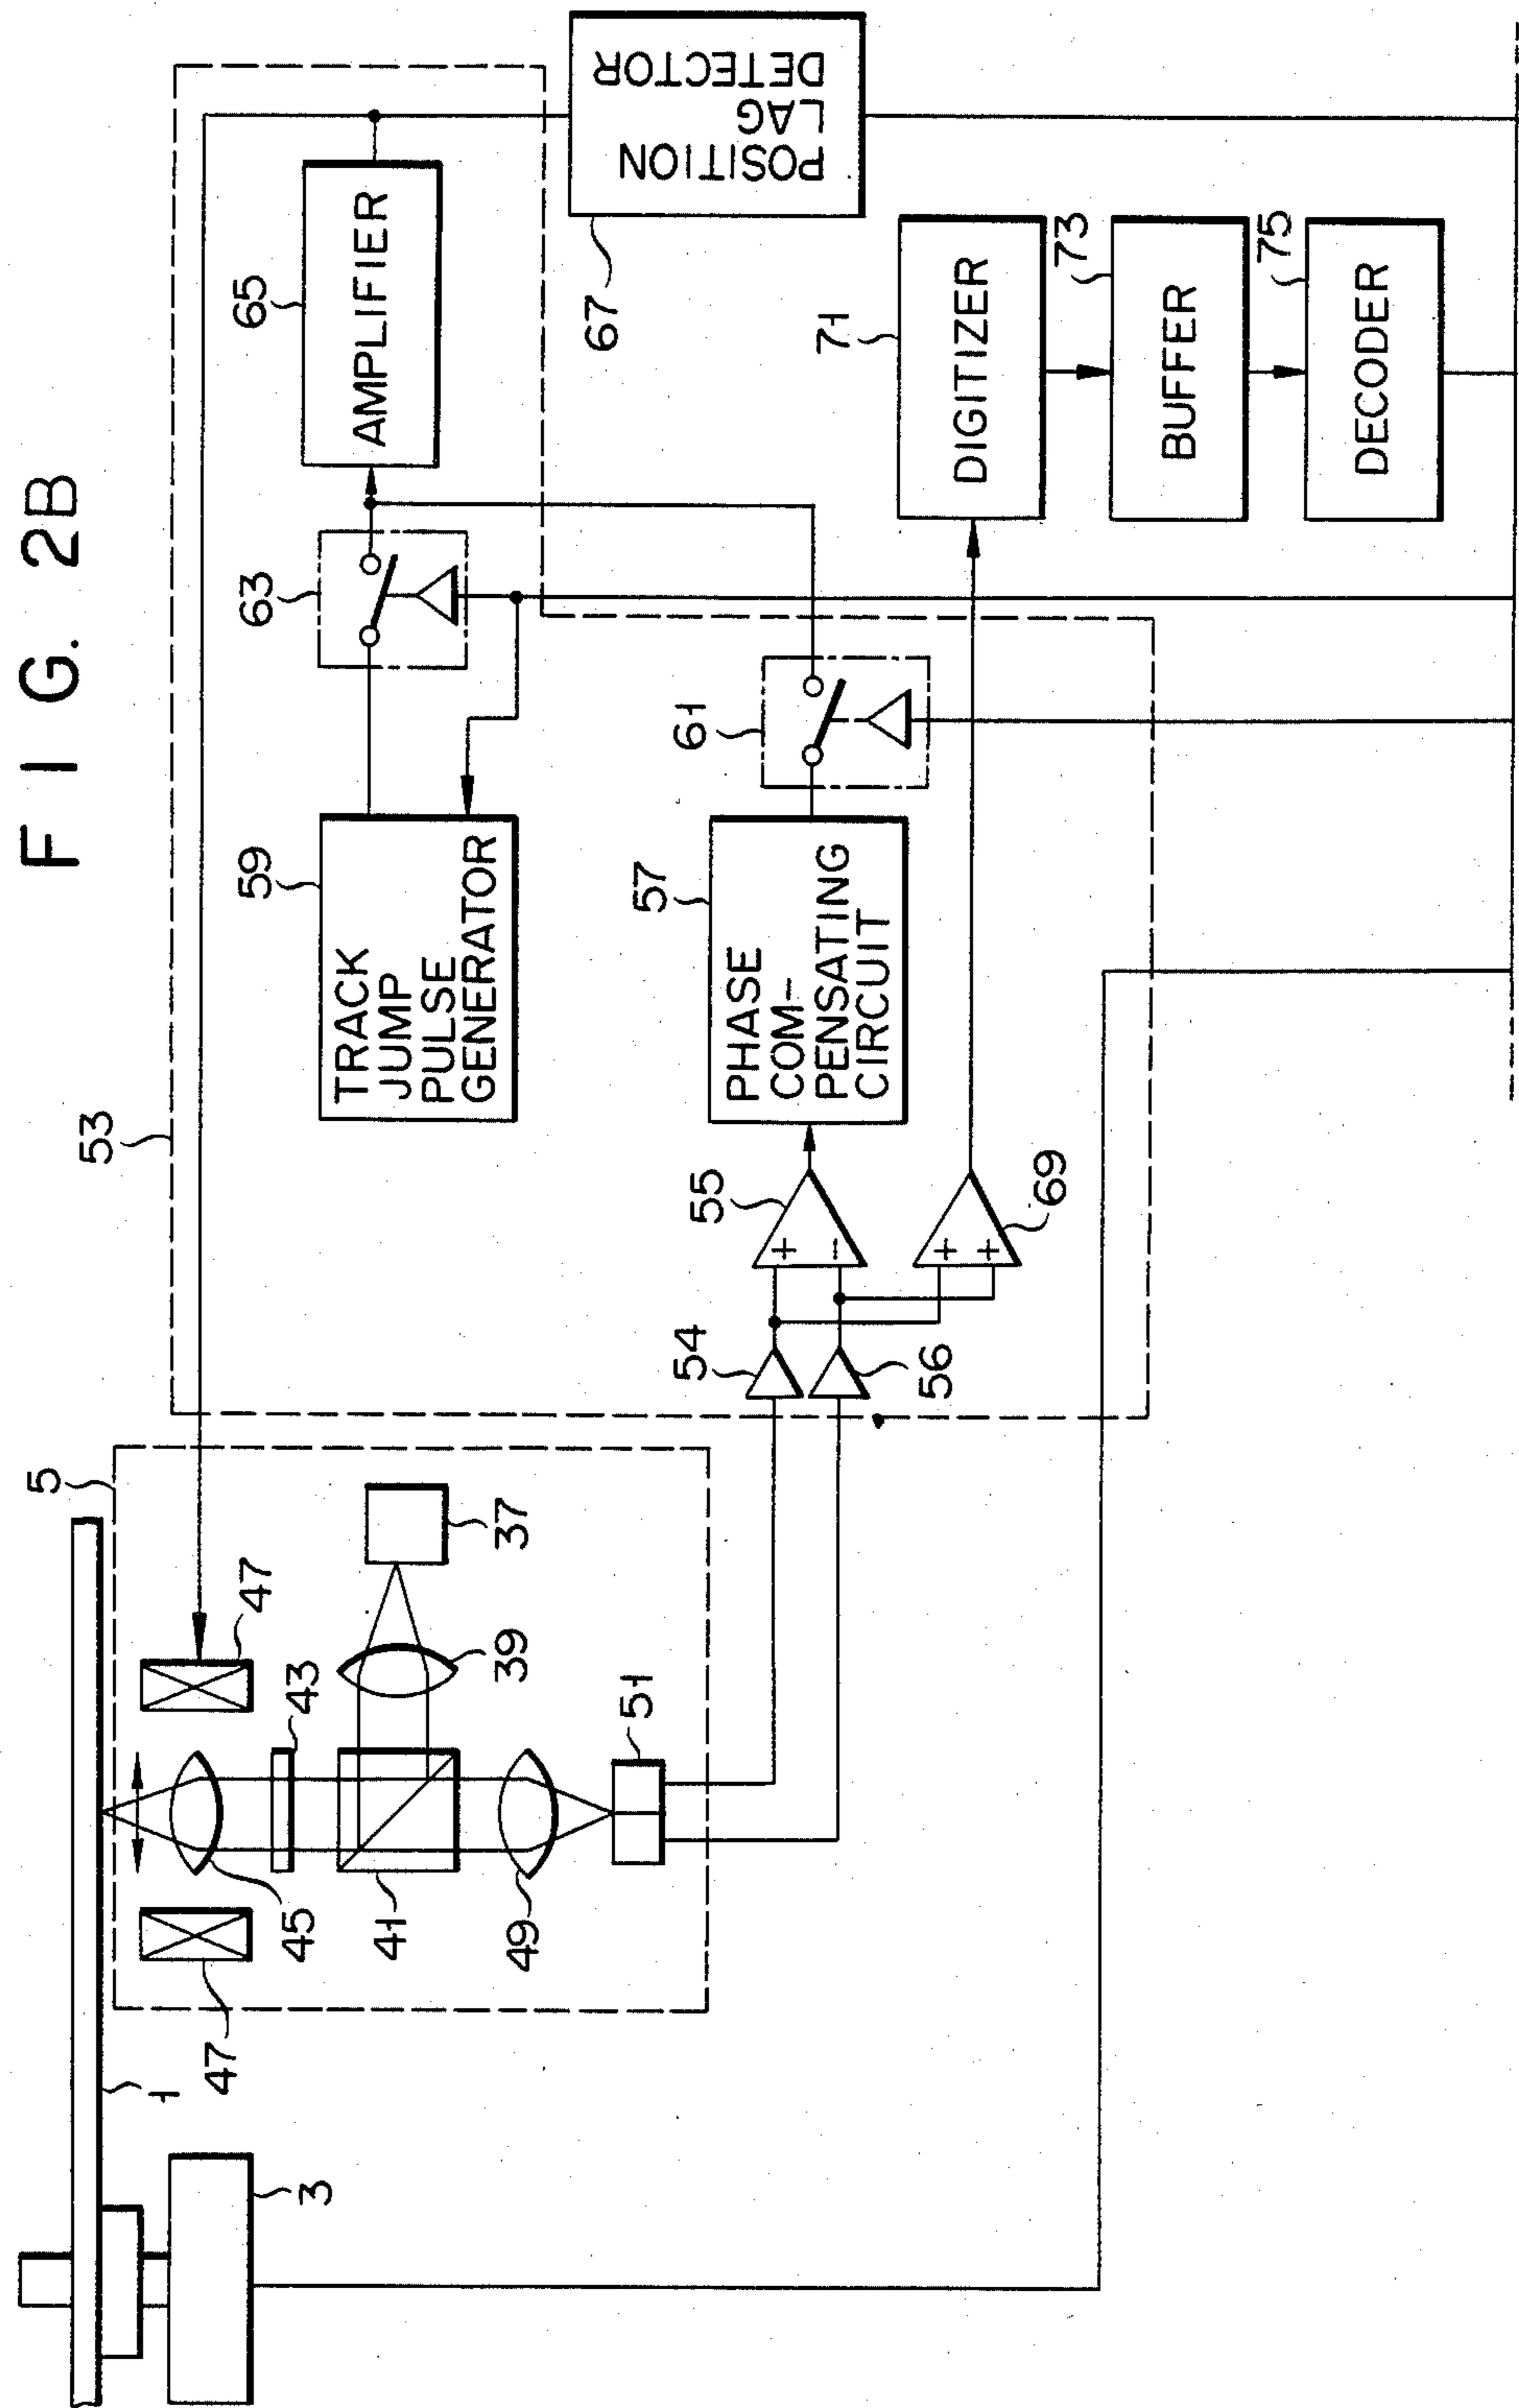 F I G. 2B
53
65
AMPLIFIER
63
59
TRACK
JUMP
PULSE
GENERATOR
POSITION
LAG
DETECTOR
67
5
47
47
43
45
37
39
41
49
51
1
3
54
56
55
+
−
69
+
+
57
PHASE
COM-
PENSATING
CIRCUIT
61
71
DIGITIZER
73
BUFFER
75
DECODER